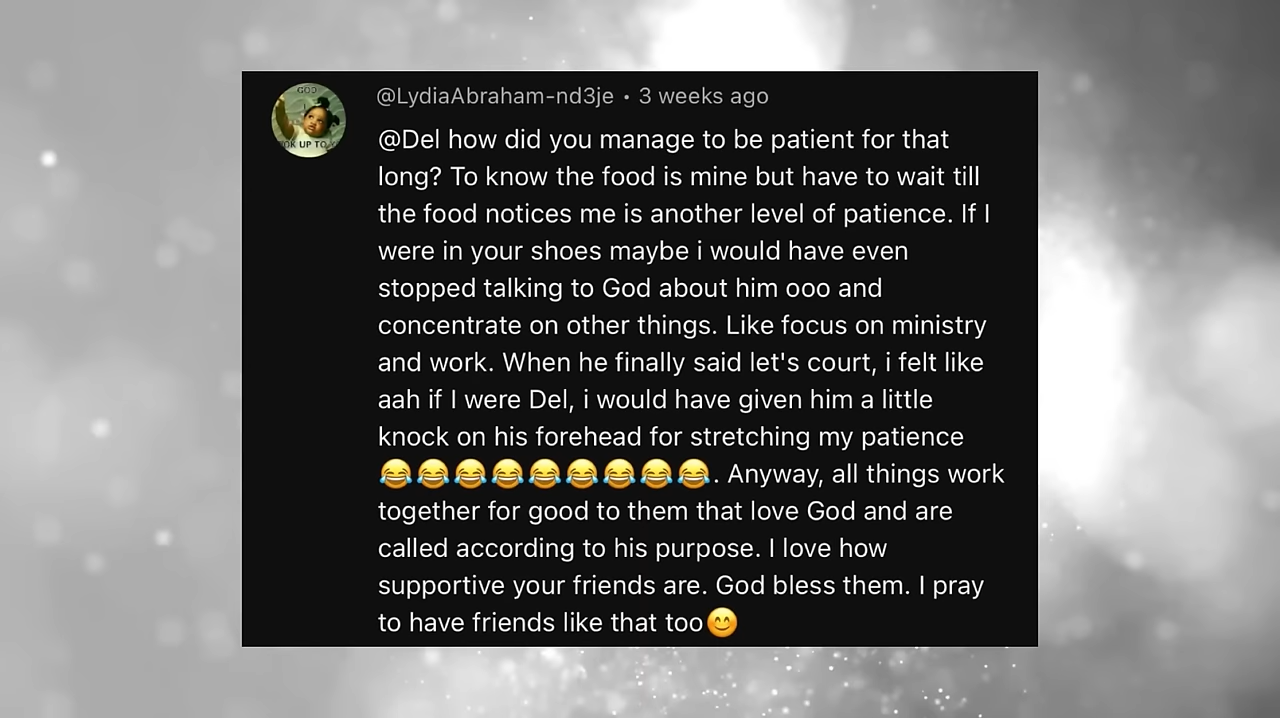 GOD
UP TO
@LydiaAbraham-nd3je • 3 weeks ago
@Del how did you manage to be patient for that
long? To know the food is mine but have to wait till
the food notices me is another level of patience. If I
were in your shoes maybe i would have even
stopped talking to God about him ooo and
concentrate on other things. Like focus on ministry
and work. When he finally said let's court, i felt like
aah if I were Del, i would have given him a little
knock on his forehead for stretching my patience
😂😂😂😂😂😂😂😂😂. Anyway, all things work
together for good to them that love God and are
called according to his purpose. I love how
supportive your friends are. God bless them. I pray
to have friends like that too😊